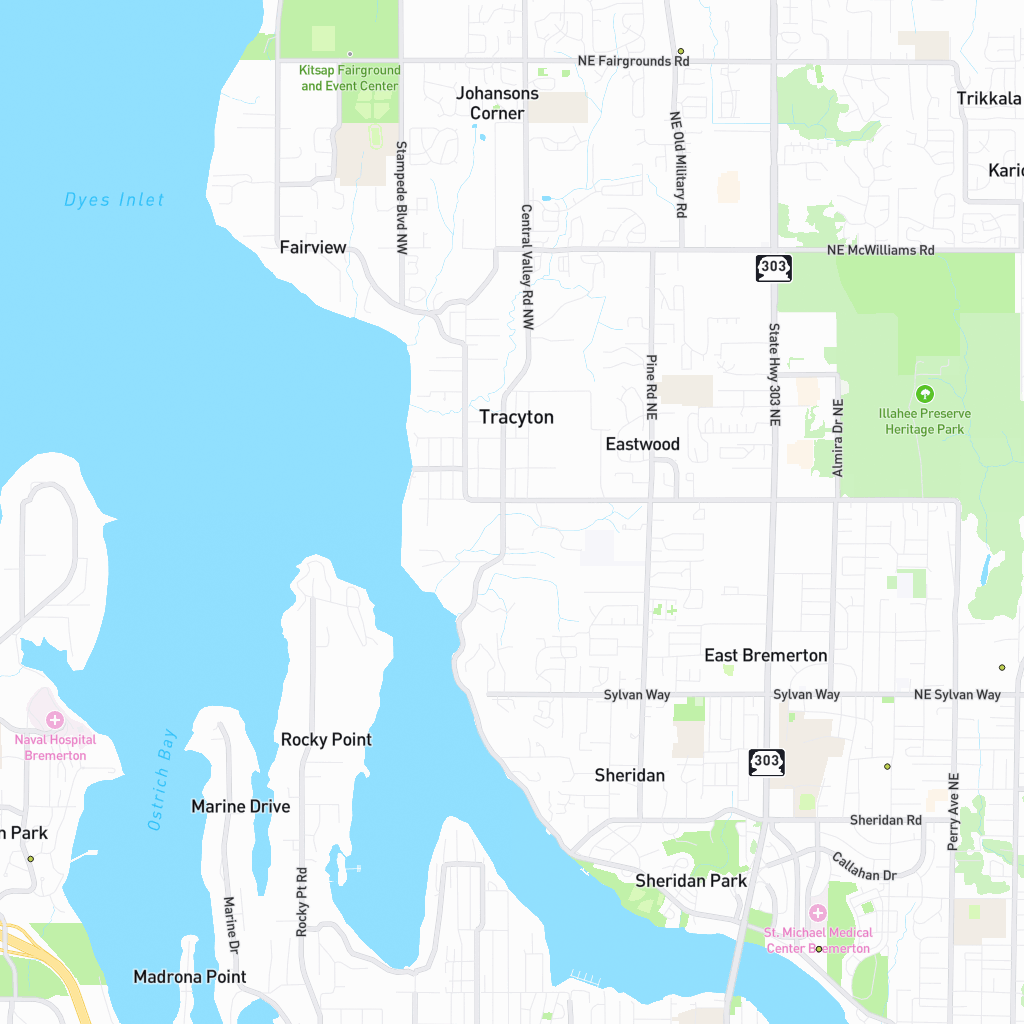 NE Fairgrounds Rd
Kitsap Fairground
and Event Center
Johansons
Corner
Trikkala
NE Old Military Rd
Stampede Blvd NW
Dyes Inlet
Central Valley Rd NW
Fairview
NE McWilliams Rd
303
State Hwy 303 NE
Pine Rd NE
Illahee Preserve
Heritage Park
Almira Dr NE
Tracyton
Eastwood
East Bremerton
Sylvan Way
Sylvan Way
NE Sylvan Way
Naval Hospital
Bremerton
Ostrich Bay
Rocky Point
303
Sheridan
Marine Drive
Perry Ave NE
Sheridan Rd
n Park
Callahan Dr
Sheridan Park
Rocky Pt Rd
Marine Dr
St. Michael Medical
Center Bremerton
Madrona Point